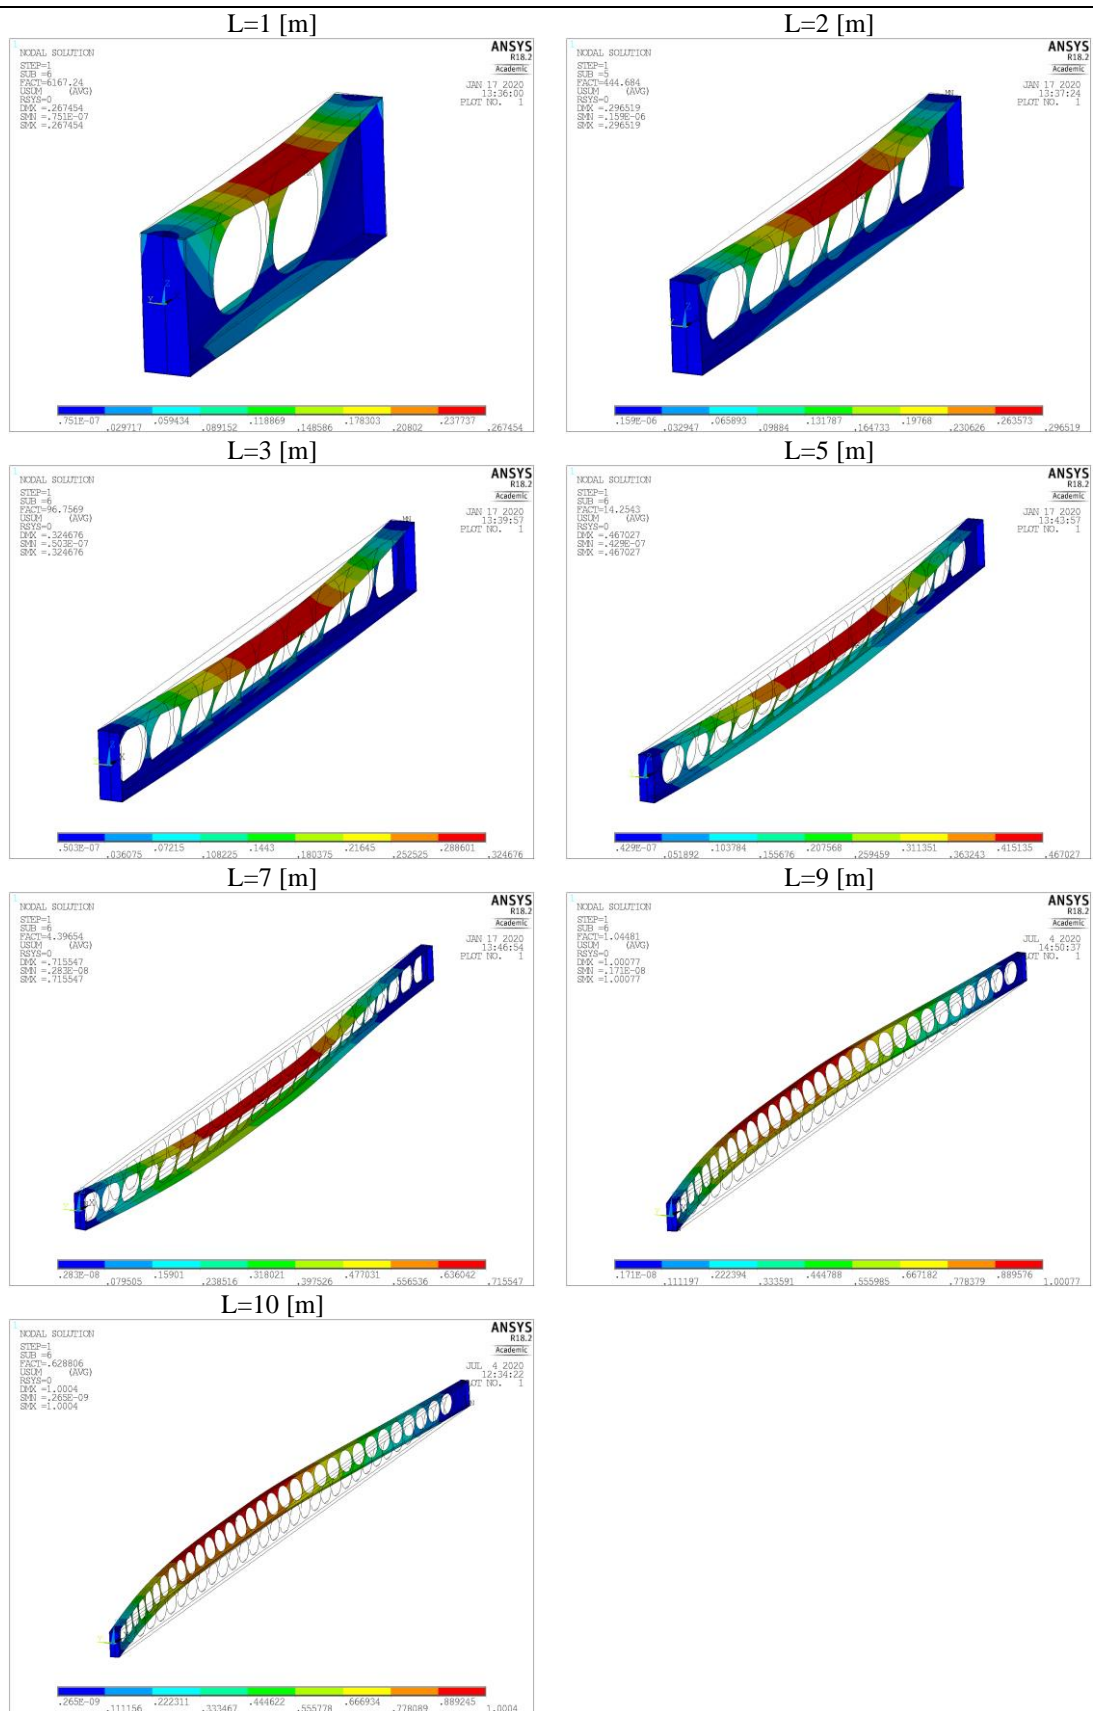 L=1 [m]
1
NODAL SOLUTION
STEP=1
SUB =6
FACT=6167.24
USUM (AVG)
RSYS=0
DMX =.267454
SMN =.751E-07
SMX =.267454
ANSYS
R18.2
Academic
JAN 17 2020
13:36:00
PLOT NO. 1
Z
Y
.751E-07 .059434 .118869 .178303 .237737
.029717 .089152 .148586 .20802 .267454
L=2 [m]
1
NODAL SOLUTION
STEP=1
SUB =5
FACT=444.684
USUM (AVG)
RSYS=0
DMX =.296519
SMN =.159E-06
SMX =.296519
ANSYS
R18.2
Academic
JAN 17 2020
13:37:24
PLOT NO. 1
MN
Z
.159E-06 .065893 .131787 .19768 .263573
.032947 .09884 .164733 .230626 .296519
L=3 [m]
1
NODAL SOLUTION
STEP=1
SUB =6
FACT=96.7569
USUM (AVG)
RSYS=0
DMX =.324676
SMN =.503E-07
SMX =.324676
ANSYS
R18.2
Academic
JAN 17 2020
13:39:57
PLOT NO. 1
MN
Z
X
.503E-07 .07215 .1443 .21645 .288601
.036075 .108225 .180375 .252525 .324676
L=5 [m]
1
NODAL SOLUTION
STEP=1
SUB =6
FACT=14.2543
USUM (AVG)
RSYS=0
DMX =.467027
SMN =.429E-07
SMX =.467027
ANSYS
R18.2
Academic
JAN 17 2020
13:43:57
PLOT NO. 1
Z
.429E-07 .103784 .207568 .311351 .415135
.051892 .155676 .259459 .363243 .467027
L=7 [m]
1
NODAL SOLUTION
STEP=1
SUB =6
FACT=4.39654
USUM (AVG)
RSYS=0
DMX =.715547
SMN =.283E-08
SMX =.715547
ANSYS
R18.2
Academic
JAN 17 2020
13:46:54
PLOT NO. 1
Y
X
.283E-08 .15901 .318021 .477031 .636042
.079505 .238516 .397526 .556536 .715547
L=9 [m]
1
NODAL SOLUTION
STEP=1
SUB =6
FACT=1.04481
USUM (AVG)
RSYS=0
DMX =1.00077
SMN =.171E-08
SMX =1.00077
ANSYS
R18.2
Academic
JUL 4 2020
14:50:37
PLOT NO. 1
.171E-08 .222394 .444788 .667182 .889576
.111197 .333591 .555985 .778379 1.00077
L=10 [m]
1
NODAL SOLUTION
STEP=1
SUB =6
FACT=.628806
USUM (AVG)
RSYS=0
DMX =1.0004
SMN =.265E-09
SMX =1.0004
ANSYS
R18.2
Academic
JUL 4 2020
12:34:22
PLOT NO. 1
Y
.265E-09 .222311 .444622 .666934 .889245
.111156 .333467 .555778 .778089 1.0004